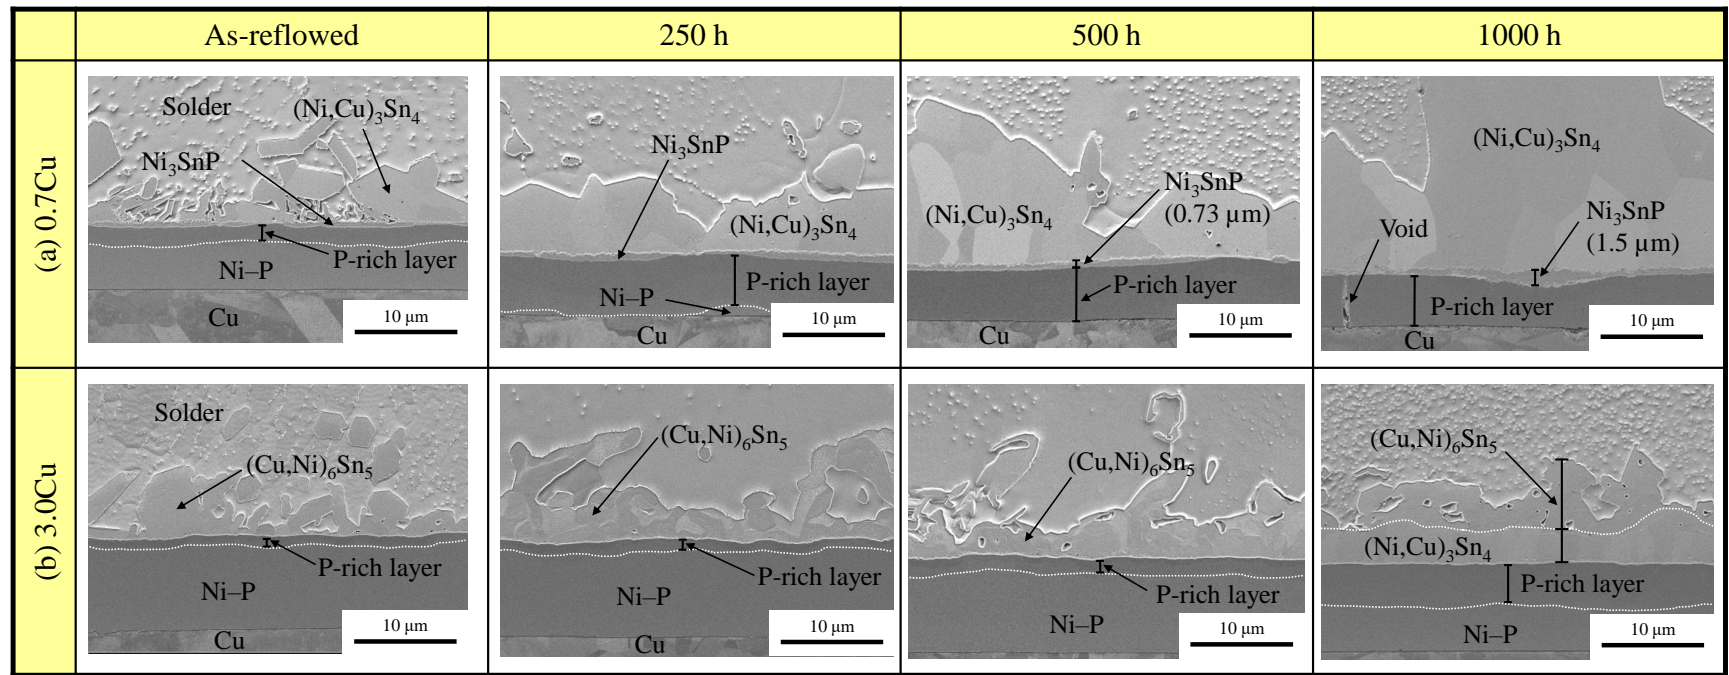 As-reflowed
250 h
500 h
1000 h
(a) 0.7Cu
Solder
(Ni,Cu)₃Sn₄
Ni₃SnP
P-rich layer
Ni–P
Cu
10 μm
Ni₃SnP
(Ni,Cu)₃Sn₄
P-rich layer
Ni–P
Cu
10 μm
Ni₃SnP
(0.73 μm)
(Ni,Cu)₃Sn₄
P-rich layer
Cu
10 μm
(Ni,Cu)₃Sn₄
Void
Ni₃SnP
(1.5 μm)
P-rich layer
Cu
10 μm
(b) 3.0Cu
Solder
(Cu,Ni)₆Sn₅
P-rich layer
Ni–P
Cu
10 μm
(Cu,Ni)₆Sn₅
P-rich layer
Ni–P
Cu
10 μm
(Cu,Ni)₆Sn₅
P-rich layer
Ni–P
10 μm
(Cu,Ni)₆Sn₅
(Ni,Cu)₃Sn₄
P-rich layer
Ni–P
10 μm